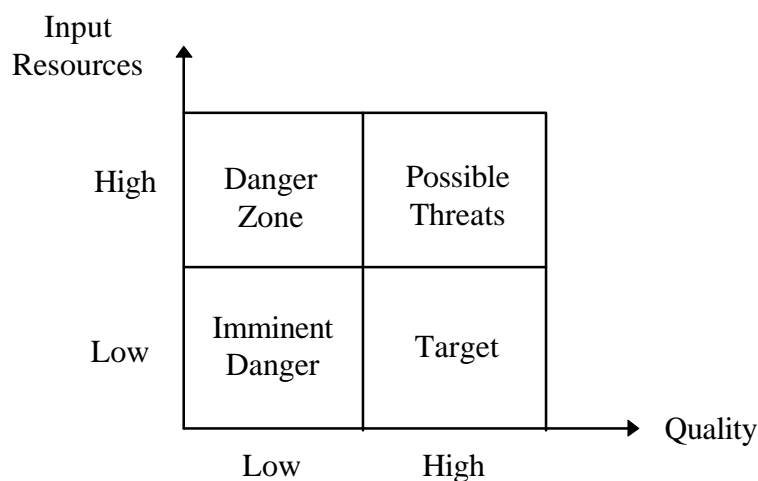 Input
Resources
High
Danger
Zone
Possible
Threats
Low
Imminent
Danger
Target
Quality
Low
High